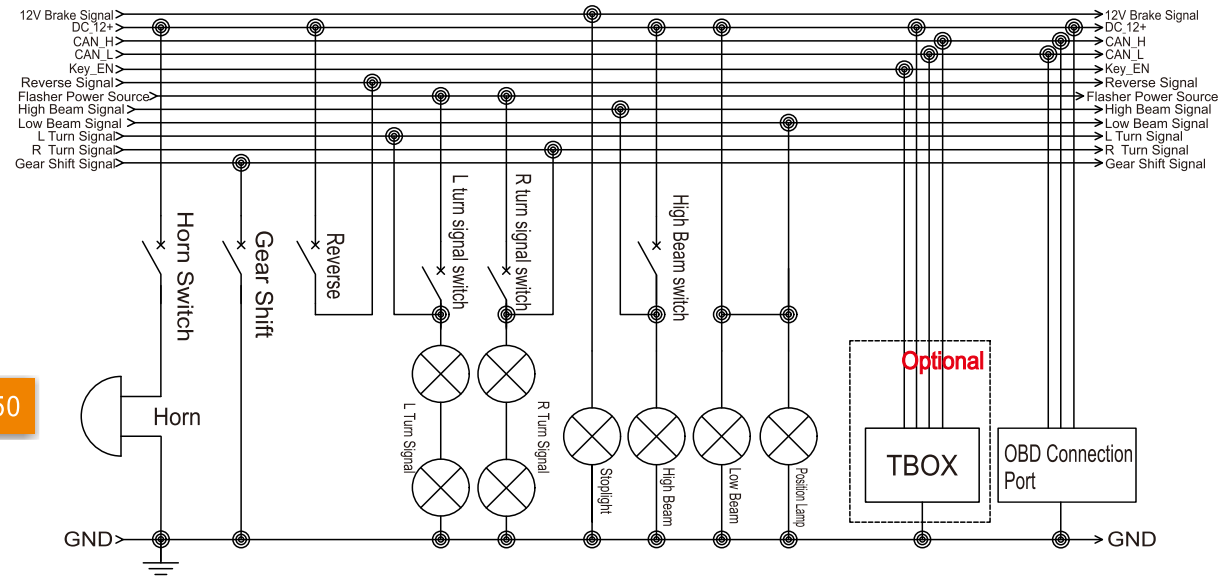 12V Brake Signal
12V Brake Signal
DC_12+
DC_12+
CAN_H
CAN_H
CAN_L
CAN_L
Key_EN
Key_EN
Reverse Signal
Reverse Signal
Flasher Power Source
Flasher Power Source
High Beam Signal
High Beam Signal
Low Beam Signal
Low Beam Signal
L Turn Signal
L Turn Signal
R Turn Signal
R Turn Signal
Gear Shift Signal
Gear Shift Signal
Horn Switch
Gear Shift
Reverse
L turn signal switch
R turn signal switch
High Beam switch
Optional
50
Horn
L Turn Signal
R Turn Signal
Stoplight
High Beam
Low Beam
Position Lamp
TBOX
OBD Connection
Port
GND
GND